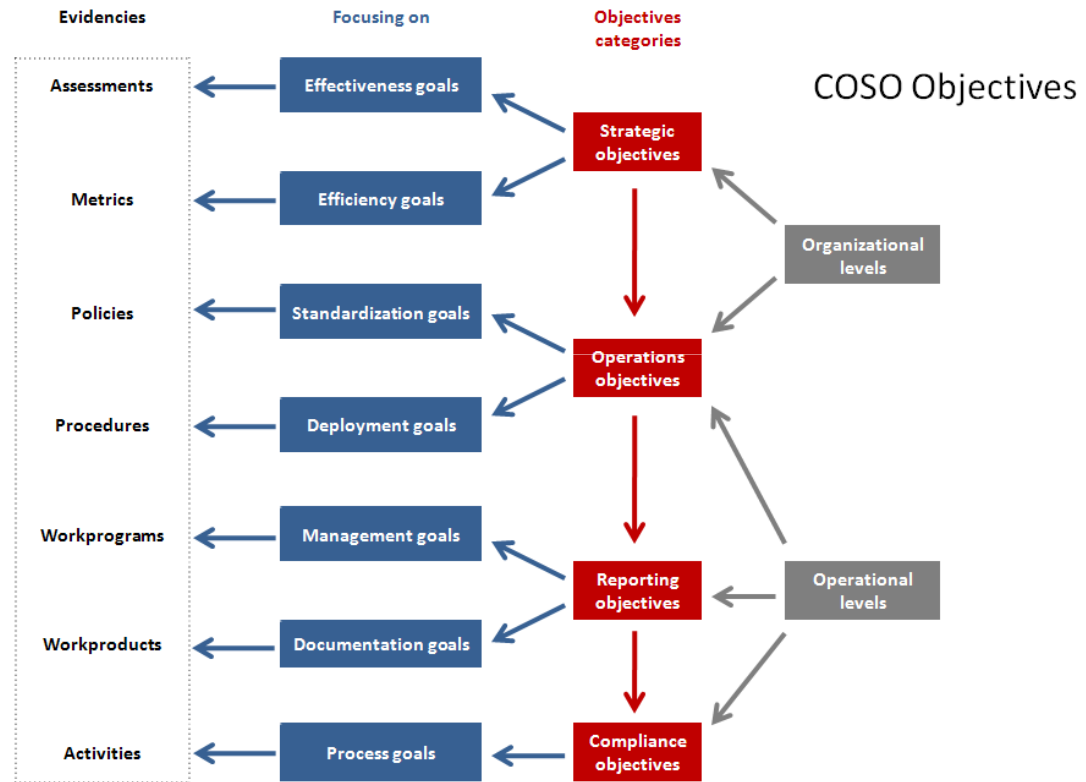 Evidencies
Focusing on
Objectives
categories
COSO Objectives
Assessments
Effectiveness goals
Strategic
objectives
Metrics
Efficiency goals
Organizational
levels
Policies
Standardization goals
Operations
objectives
Procedures
Deployment goals
Workprograms
Management goals
Reporting
objectives
Operational
levels
Workproducts
Documentation goals
Activities
Process goals
Compliance
objectives